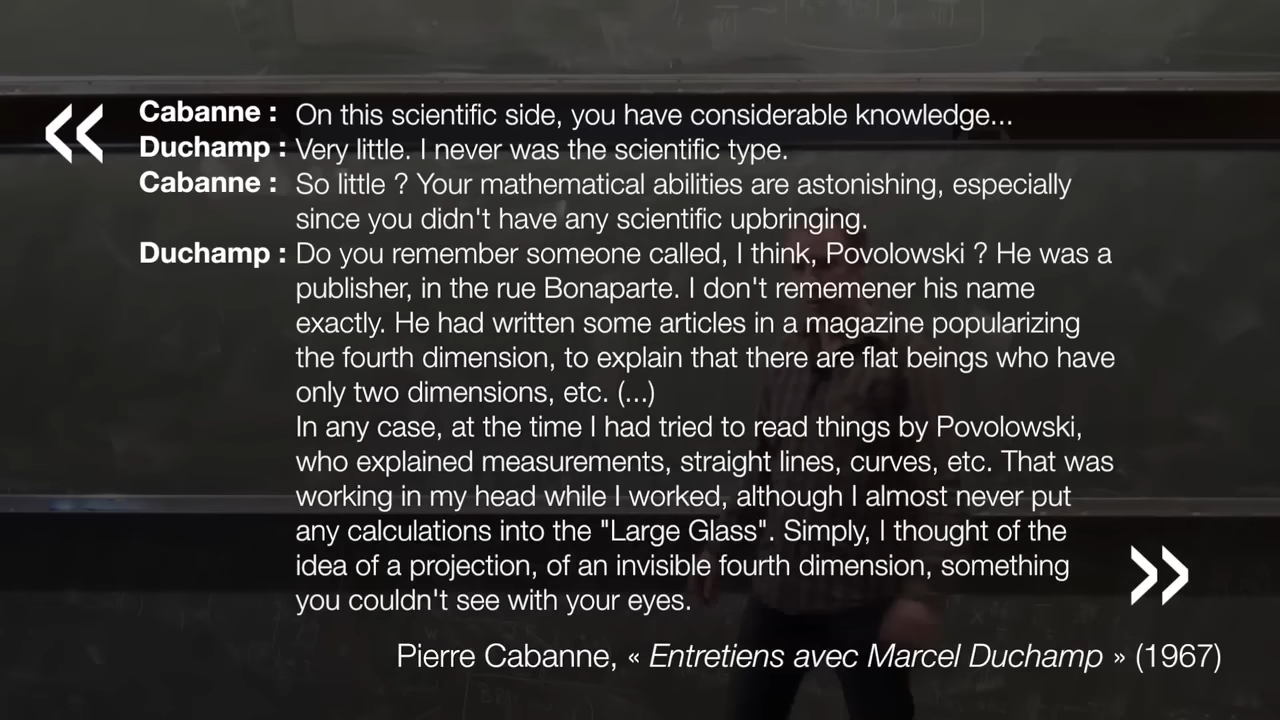 « Cabanne : On this scientific side, you have considerable knowledge...
Duchamp : Very little. I never was the scientific type.
Cabanne : So little ? Your mathematical abilities are astonishing, especially
since you didn't have any scientific upbringing.
Duchamp : Do you remember someone called, I think, Povolowski ? He was a
publisher, in the rue Bonaparte. I don't rememener his name
exactly. He had written some articles in a magazine popularizing
the fourth dimension, to explain that there are flat beings who have
only two dimensions, etc. (...)
In any case, at the time I had tried to read things by Povolowski,
who explained measurements, straight lines, curves, etc. That was
working in my head while I worked, although I almost never put
any calculations into the "Large Glass". Simply, I thought of the
idea of a projection, of an invisible fourth dimension, something
you couldn't see with your eyes. »
Pierre Cabanne, « Entretiens avec Marcel Duchamp » (1967)